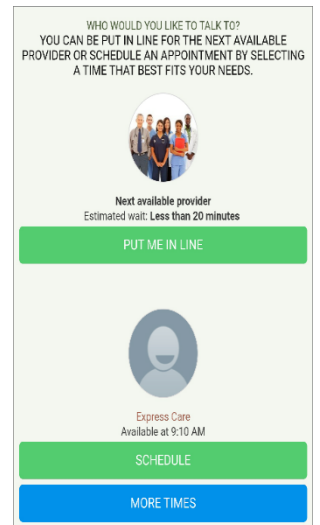 WHO WOULD YOU LIKE TO TALK TO?
YOU CAN BE PUT IN LINE FOR THE NEXT AVAILABLE
PROVIDER OR SCHEDULE AN APPOINTMENT BY SELECTING
A TIME THAT BEST FITS YOUR NEEDS.
Next available provider
Estimated wait: Less than 20 minutes
PUT ME IN LINE
Express Care
Available at 9:10 AM
SCHEDULE
MORE TIMES